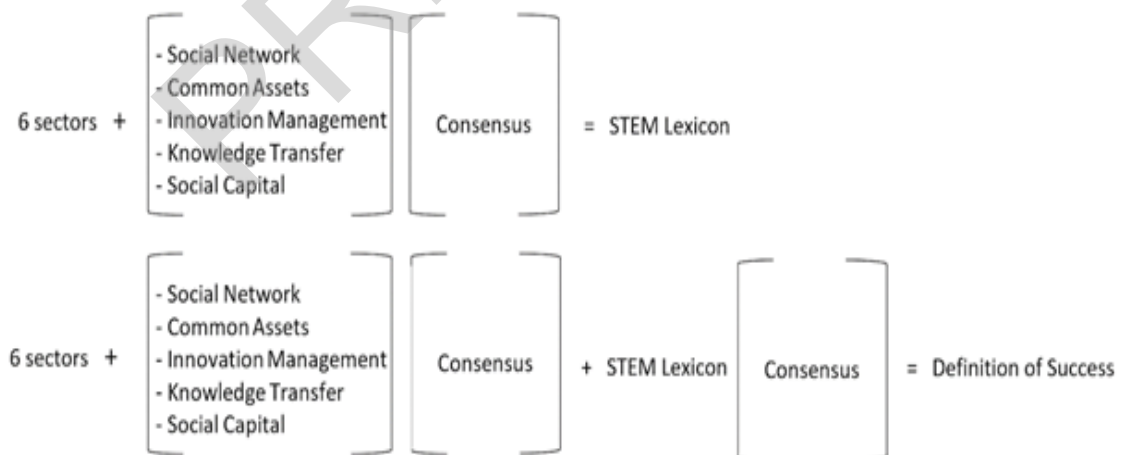 - Social Network
- Common Assets
6 sectors + - Innovation Management Consensus = STEM Lexicon
- Knowledge Transfer
- Social Capital
- Social Network
- Common Assets
6 sectors + - Innovation Management Consensus + STEM Lexicon Consensus = Definition of Success
- Knowledge Transfer
- Social Capital